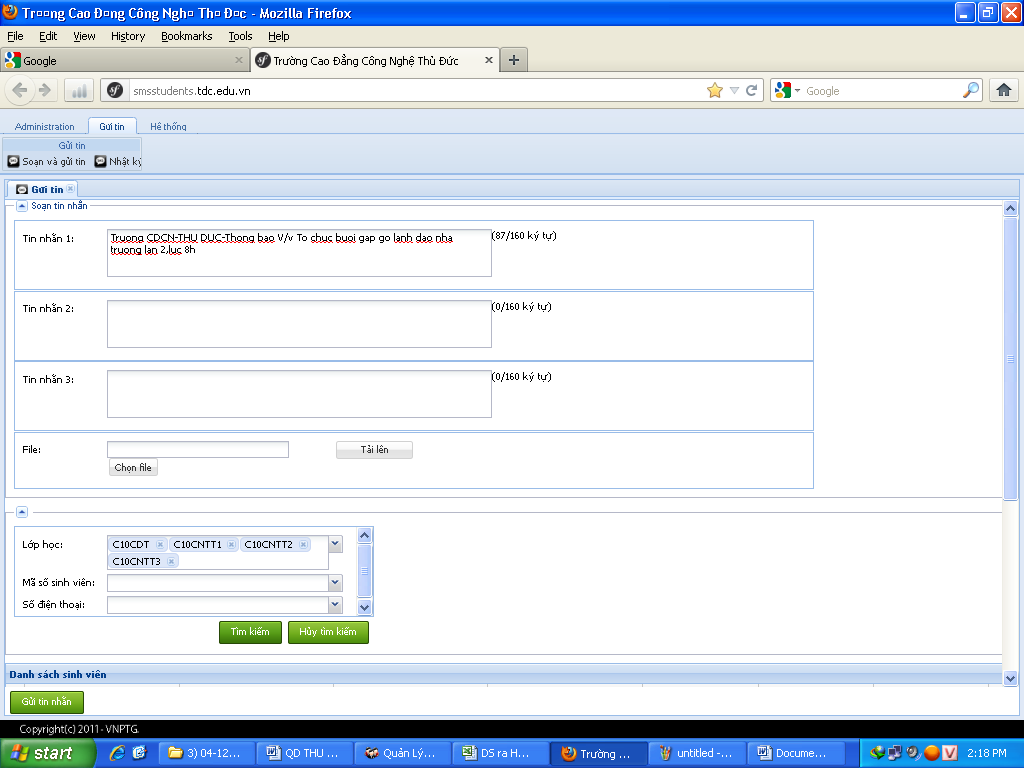 Tr¤¤ng Cao Đ¤ng Công Ngh¤ Th¤ Đ¤c - Mozilla Firefox
File Edit View History Bookmarks Tools Help
Google
Trường Cao Đẳng Công Nghệ Thủ Đức
smsstudents.tdc.edu.vn
Google
Administration Gửi tin Hệ thống
Gửi tin
Soạn và gửi tin Nhật ký
Gửi tin
Soạn tin nhắn
Tin nhắn 1:
Truong CDCN-THU DUC-Thong bao V/v To chuc buoi gap go lanh dao nha
truong lan 2,luc 8h
(87/160 ký tự)
Tin nhắn 2:
(0/160 ký tự)
Tin nhắn 3:
(0/160 ký tự)
File:
Tải lên
Chọn file
Lớp học:
C10CDT C10CNTT1 C10CNTT2
C10CNTT3
Mã số sinh viên:
Số điện thoại:
Tìm kiếm Hủy tìm kiếm
Danh sách sinh viên
Gửi tin nhắn
Copyright(c) 2011- VNPTG.
start
3) 04-12...
QD THU ...
Quản Lý...
DS ra H...
Trường ...
untitled -...
Docume...
V
2:18 PM